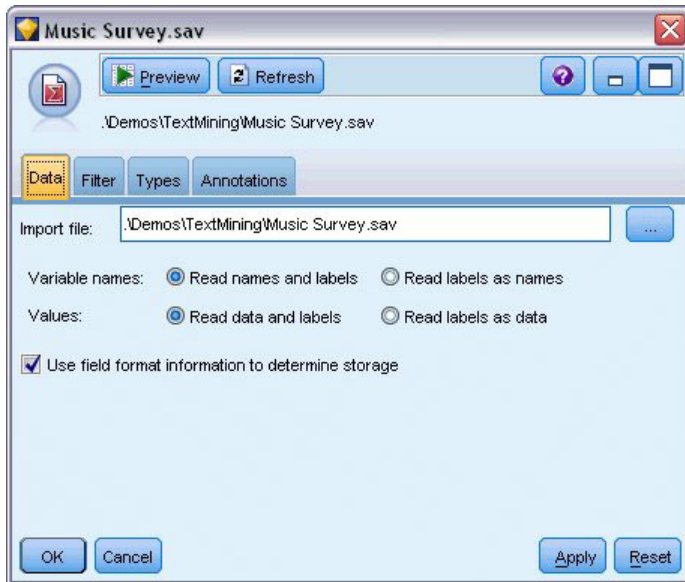 Music Survey.sav
Preview Refresh
.\Demos\TextMining\Music Survey.sav
Data Filter Types Annotations
Import file: .\Demos\TextMining\Music Survey.sav ...
Variable names: Read names and labels Read labels as names
Values: Read data and labels Read labels as data
Use field format information to determine storage
OK Cancel Apply Reset